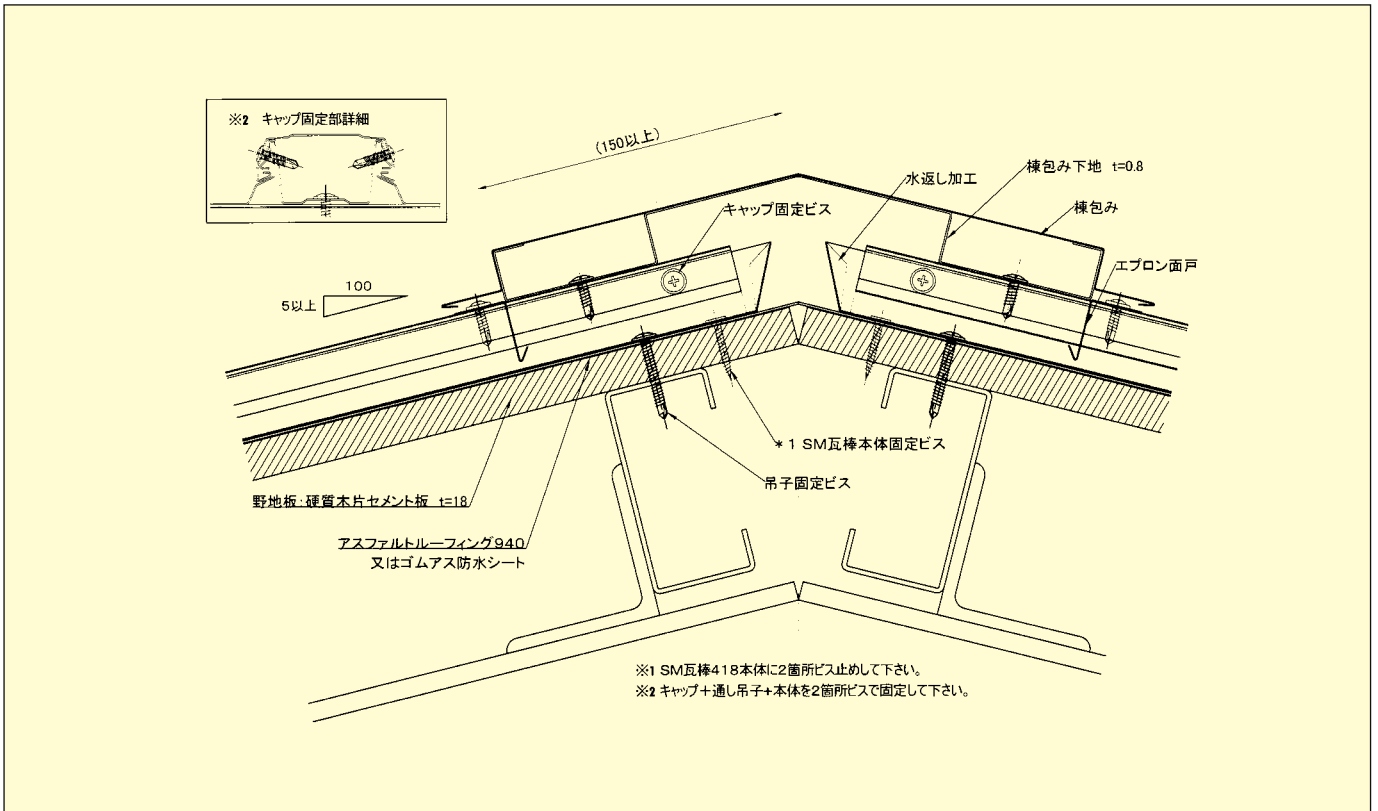 ※2 キャップ固定部詳細
(150以上)
水返し加工
棟包み下地 t=0.8
棟包み
キャップ固定ビス
エプロン面戸
100
5以上
*1 SM瓦棒本体固定ビス
吊子固定ビス
野地板:硬質木片セメント板 t=18
アスファルトルーフィング940
又はゴムアス防水シート
※1 SM瓦棒418本体に2箇所ビス止めして下さい。
※2 キャップ+通し吊子+本体を2箇所ビスで固定して下さい。